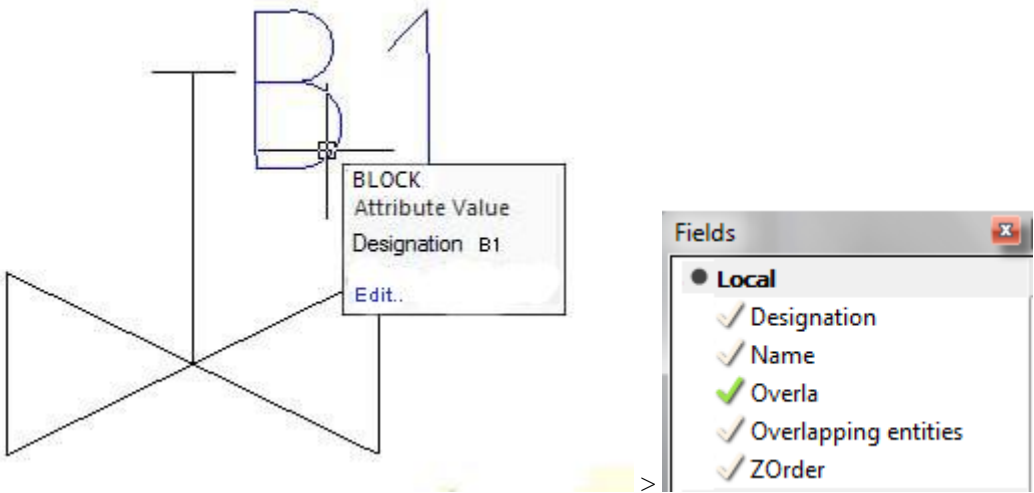 B1
BLOCK
Attribute Value
Designation B1
Edit..
>
Fields
Local
Designation
Name
Overla
Overlapping entities
ZOrder